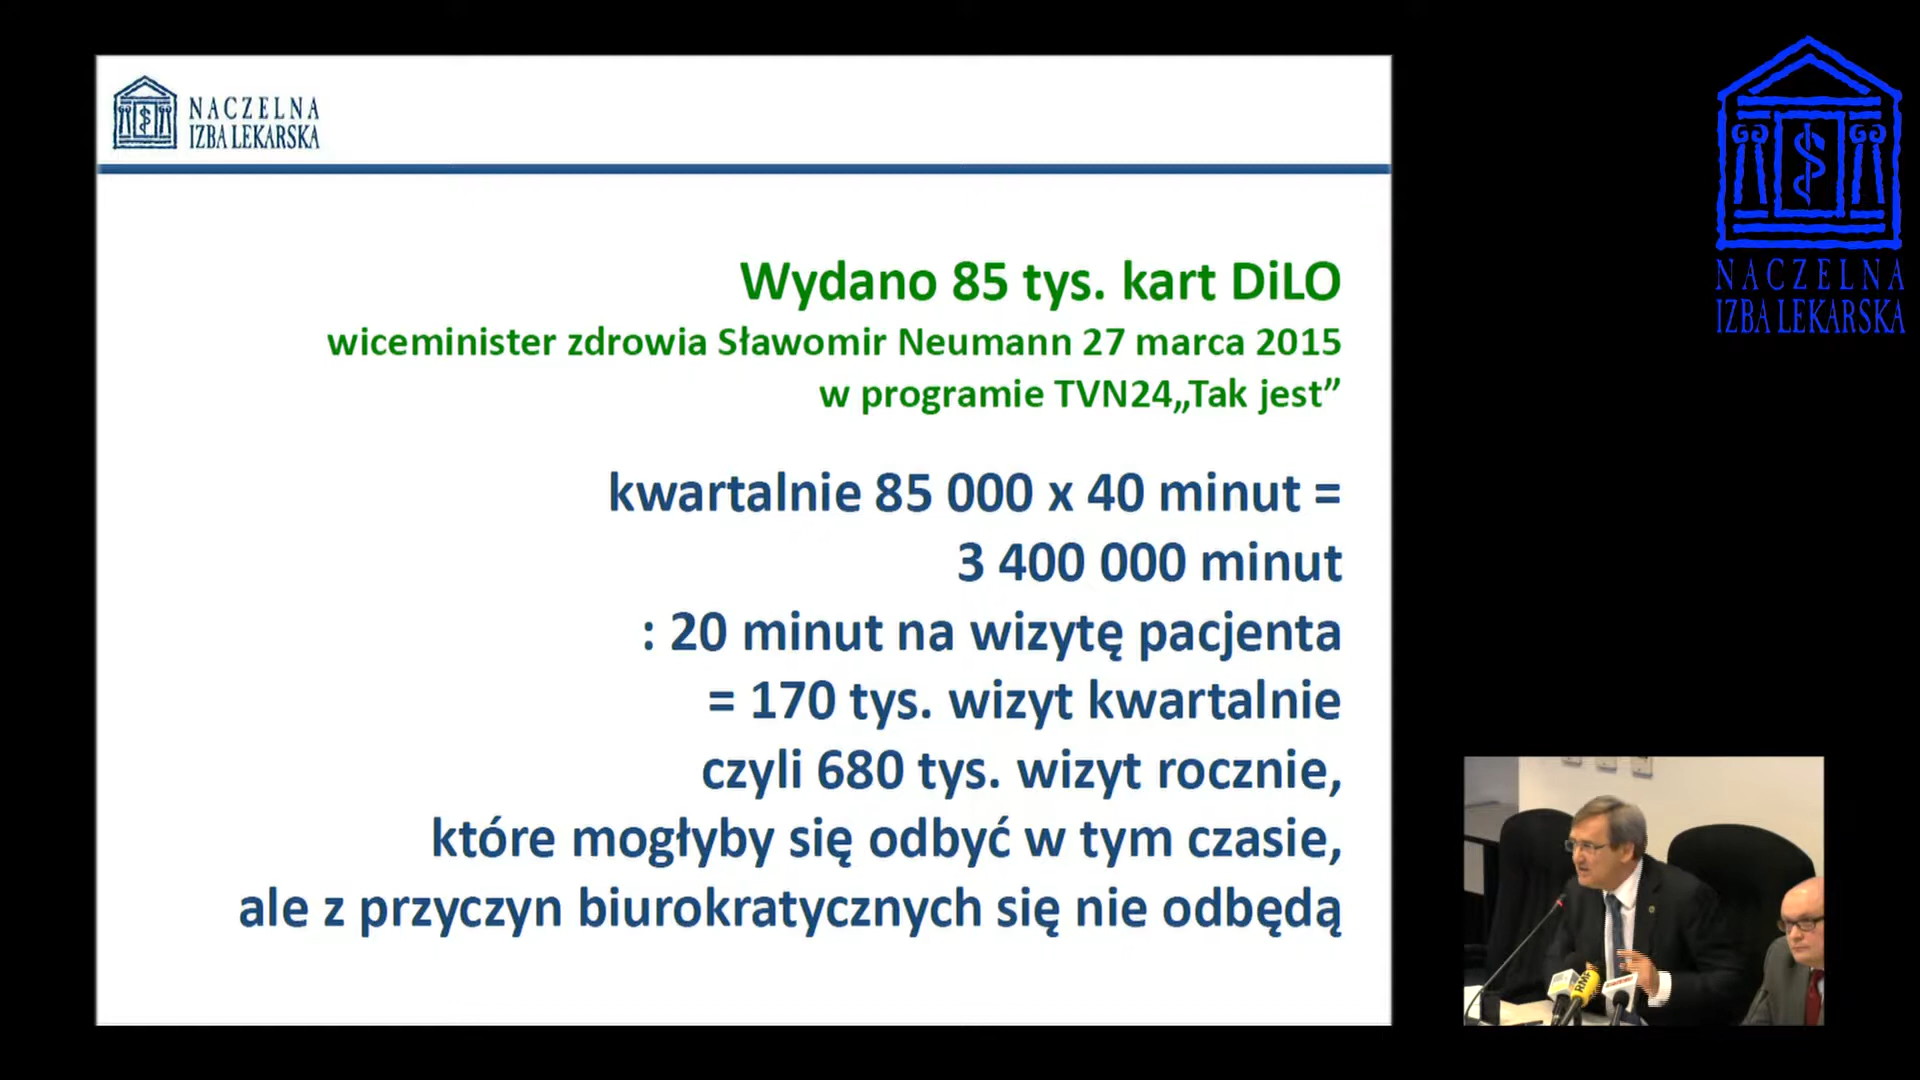 NACZELNA
IZBA LEKARSKA
Wydano 85 tys. kart DiLO
wiceminister zdrowia Sławomir Neumann 27 marca 2015
w programie TVN24„Tak jest”
kwartalnie 85 000 x 40 minut =
3 400 000 minut
: 20 minut na wizytę pacjenta
= 170 tys. wizyt kwartalnie
czyli 680 tys. wizyt rocznie,
które mogłyby się odbyć w tym czasie,
ale z przyczyn biurokratycznych się nie odbędą
NACZELNA
IZBA LEKARSKA
RMF